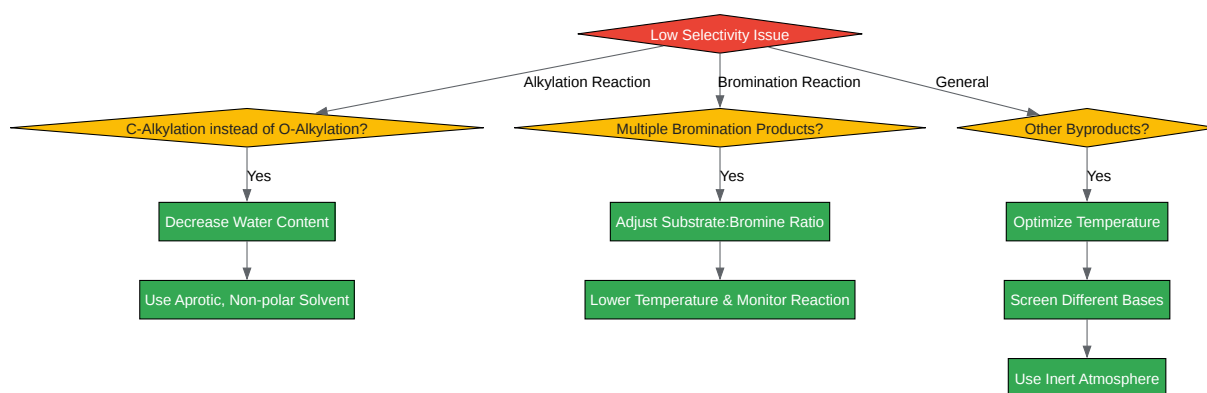 Low Selectivity Issue
Alkylation Reaction
Bromination Reaction
General
C-Alkylation instead of O-Alkylation?
Multiple Bromination Products?
Other Byproducts?
Yes
Yes
Yes
Decrease Water Content
Adjust Substrate:Bromine Ratio
Optimize Temperature
Use Aprotic, Non-polar Solvent
Lower Temperature & Monitor Reaction
Screen Different Bases
Use Inert Atmosphere